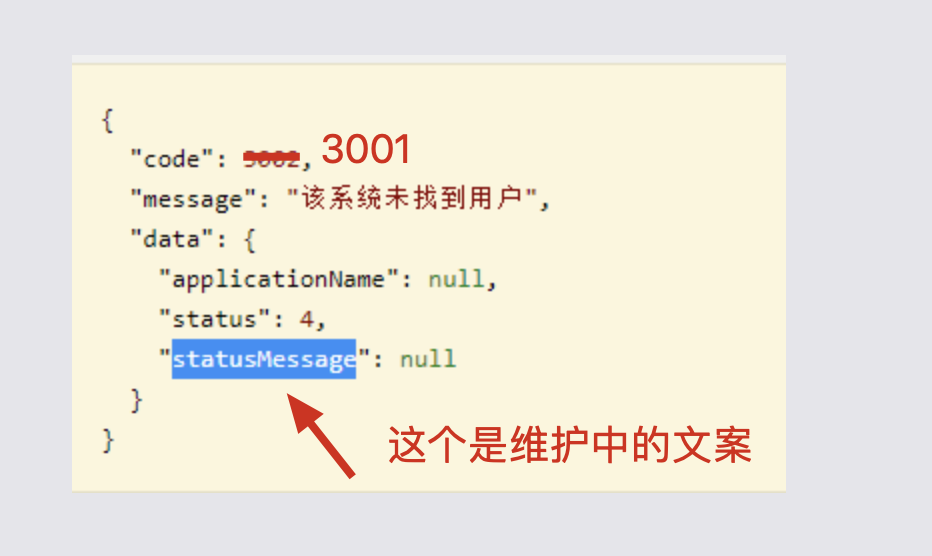 {
"code": 3002, 3001
"message": "该系统未找到用户",
"data": {
"applicationName": null,
"status": 4,
"statusMessage": null
}
}
这个是维护中的文案